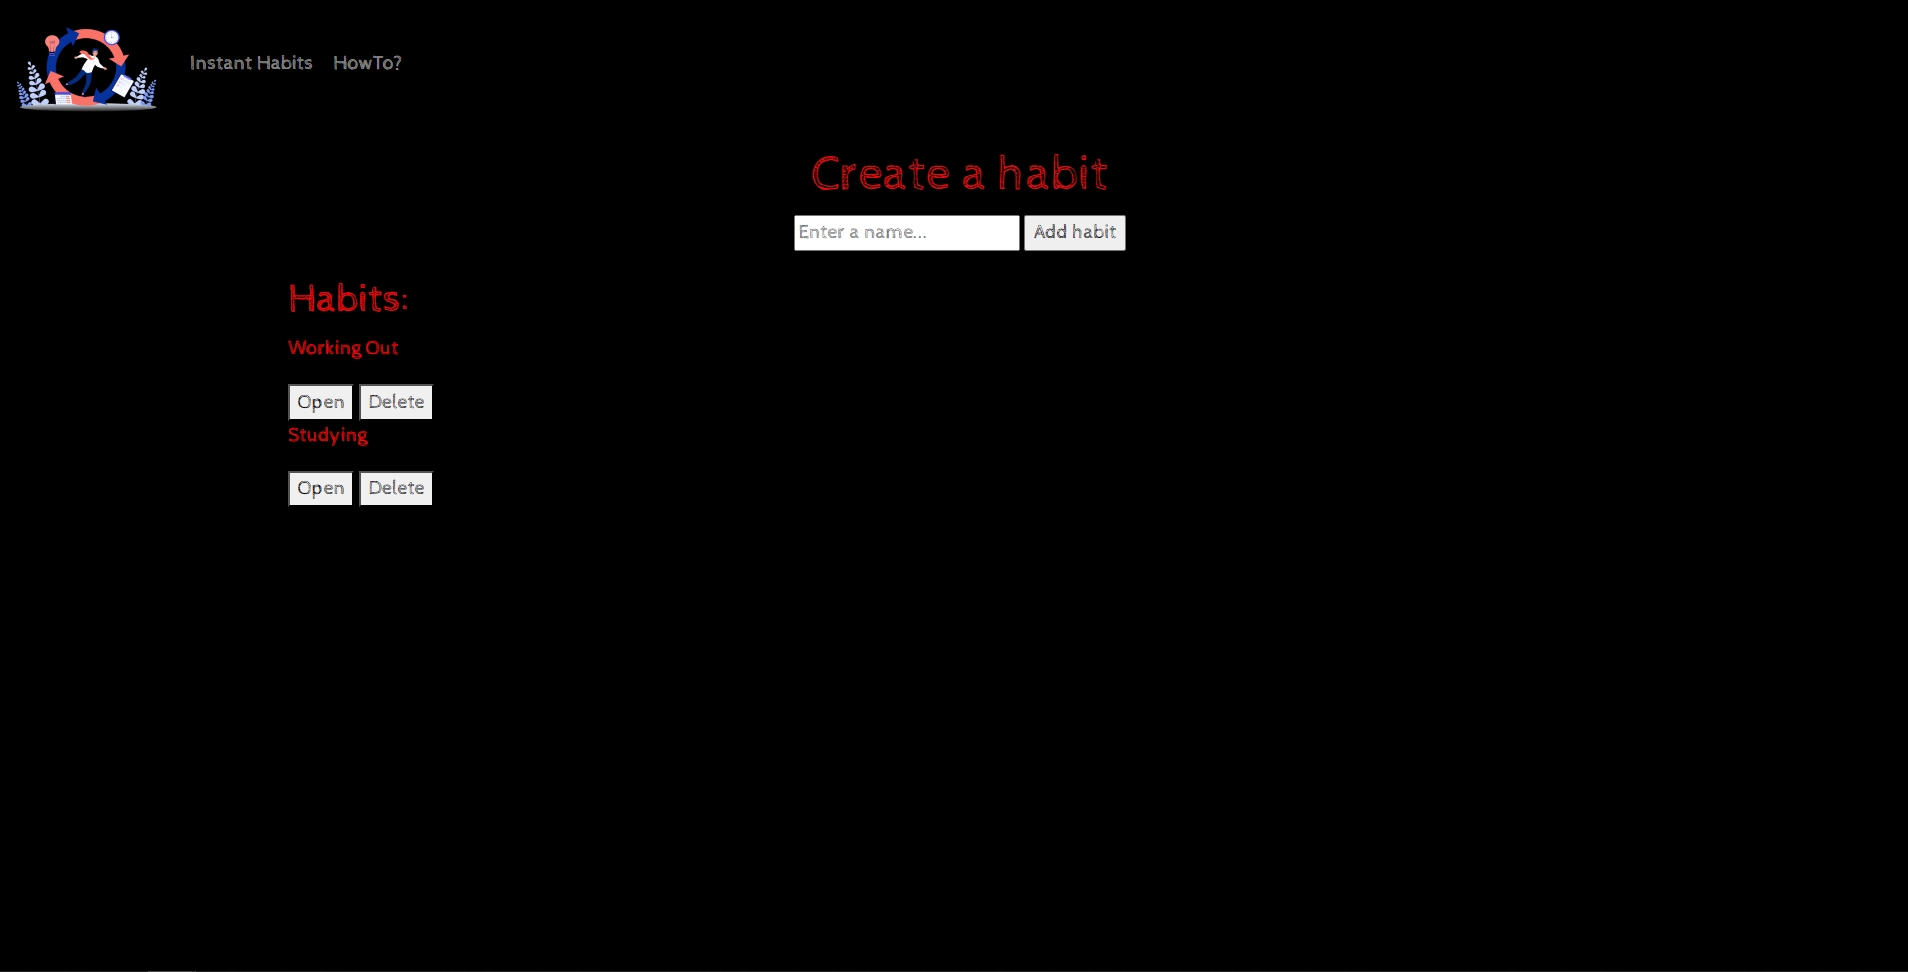 Instant Habits HowTo?
Create a habit
Enter a name... Add habit
Habits:
Working Out
Open Delete
Studying
Open Delete